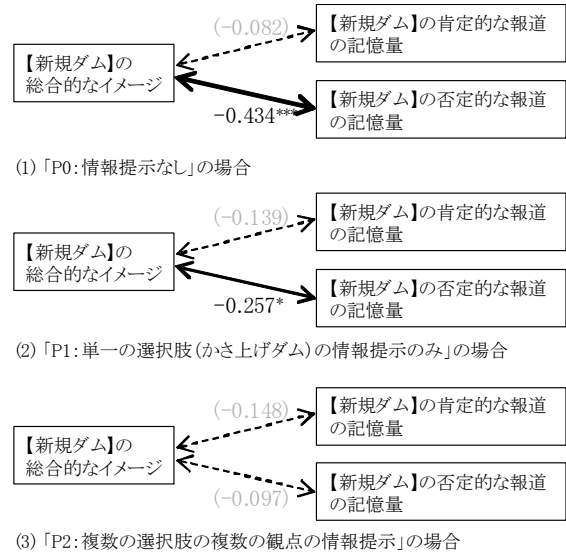 (-0.082)
【新規ダム】の肯定的な報道
の記憶量
【新規ダム】の
総合的なイメージ
【新規ダム】の否定的な報道
の記憶量
-0.434***
(1)「P0:情報提示なし」の場合
(-0.139)
【新規ダム】の肯定的な報道
の記憶量
【新規ダム】の
総合的なイメージ
【新規ダム】の否定的な報道
の記憶量
-0.257*
(2)「P1:単一の選択肢(かさ上げダム)の情報提示のみ」の場合
(-0.148)
【新規ダム】の肯定的な報道
の記憶量
【新規ダム】の
総合的なイメージ
【新規ダム】の否定的な報道
の記憶量
(-0.097)
(3)「P2:複数の選択肢の複数の観点の情報提示」の場合